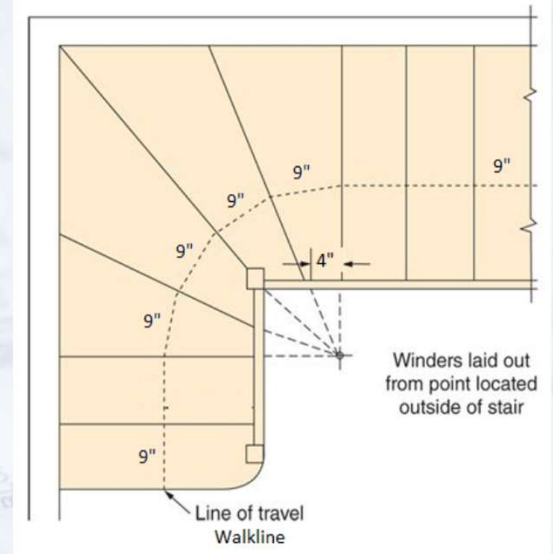 9"
9"
9"
4"
9"
9"
Winders laid out
from point located
outside of stair
9"
Line of travel
Walkline